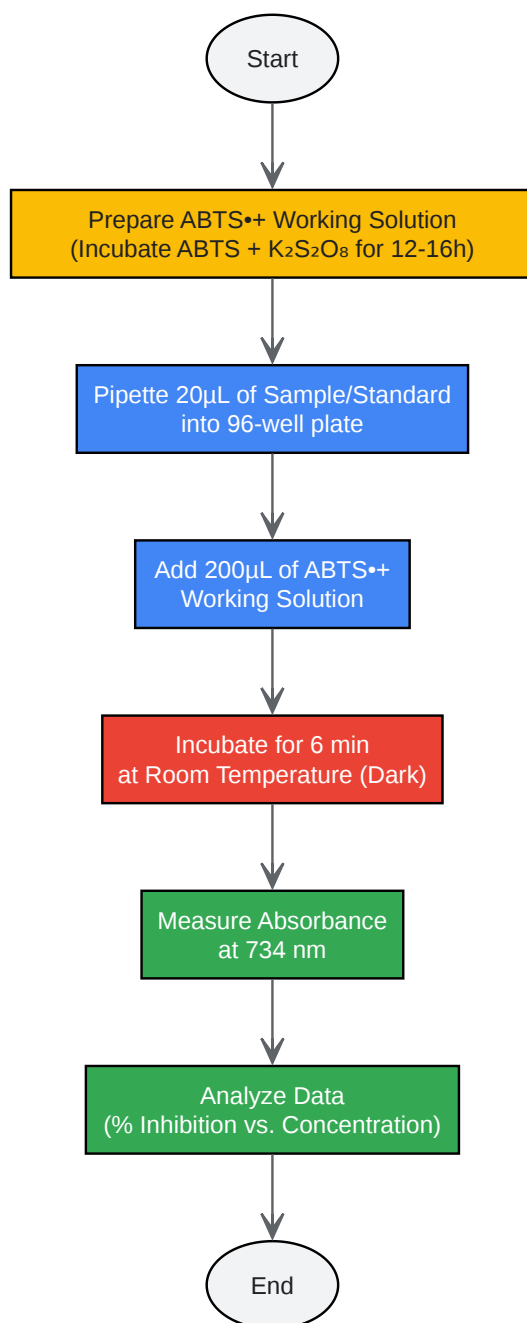 Start
Prepare ABTS•+ Working Solution
(Incubate ABTS + K₂S₂O₈ for 12-16h)
Pipette 20µL of Sample/Standard
into 96-well plate
Add 200µL of ABTS•+
Working Solution
Incubate for 6 min
at Room Temperature (Dark)
Measure Absorbance
at 734 nm
Analyze Data
(% Inhibition vs. Concentration)
End